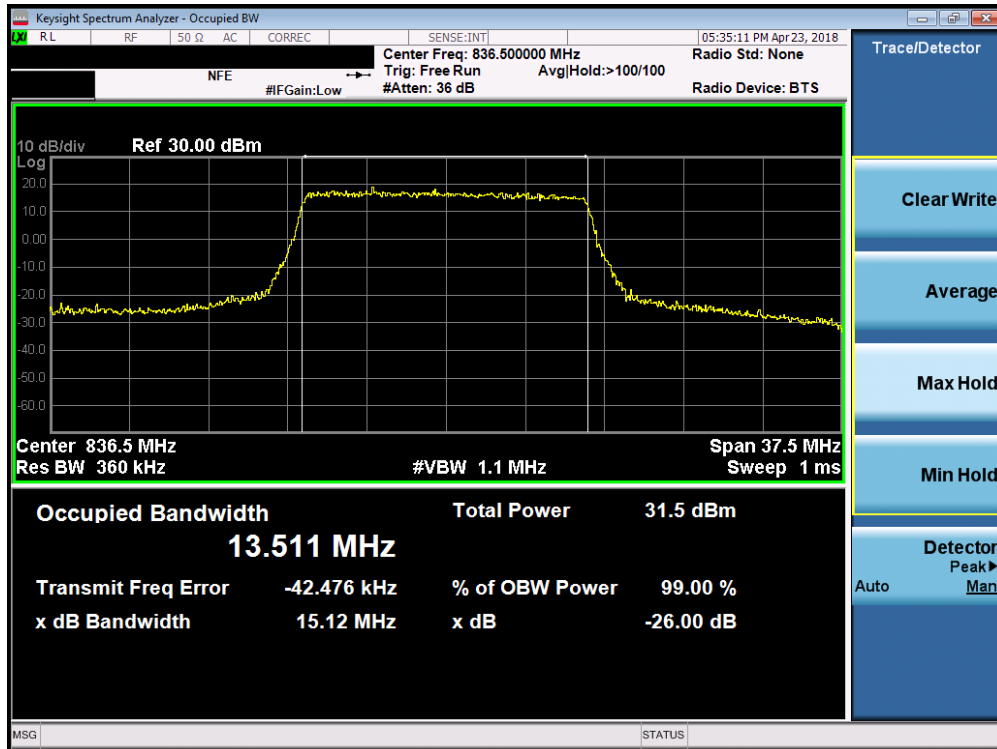 Keysight Spectrum Analyzer - Occupied BW
LXI RL RF 50 Ω AC CORREC SENSE:INT 05:35:11 PM Apr 23, 2018
Center Freq: 836.500000 MHz Radio Std: None
NFE Trig: Free Run Avg|Hold:>100/100
#IFGain:Low #Atten: 36 dB Radio Device: BTS
Trace/Detector
10 dB/div Ref 30.00 dBm
Log
20.0
10.0
0.00
-10.0
-20.0
-30.0
-40.0
-50.0
-60.0
Center 836.5 MHz Span 37.5 MHz
Res BW 360 kHz #VBW 1.1 MHz Sweep 1 ms
Occupied Bandwidth Total Power 31.5 dBm
13.511 MHz
Transmit Freq Error -42.476 kHz % of OBW Power 99.00 %
x dB Bandwidth 15.12 MHz x dB -26.00 dB
Clear Write
Average
Max Hold
Min Hold
Detector
Peak▶
Auto Man
MSG STATUS